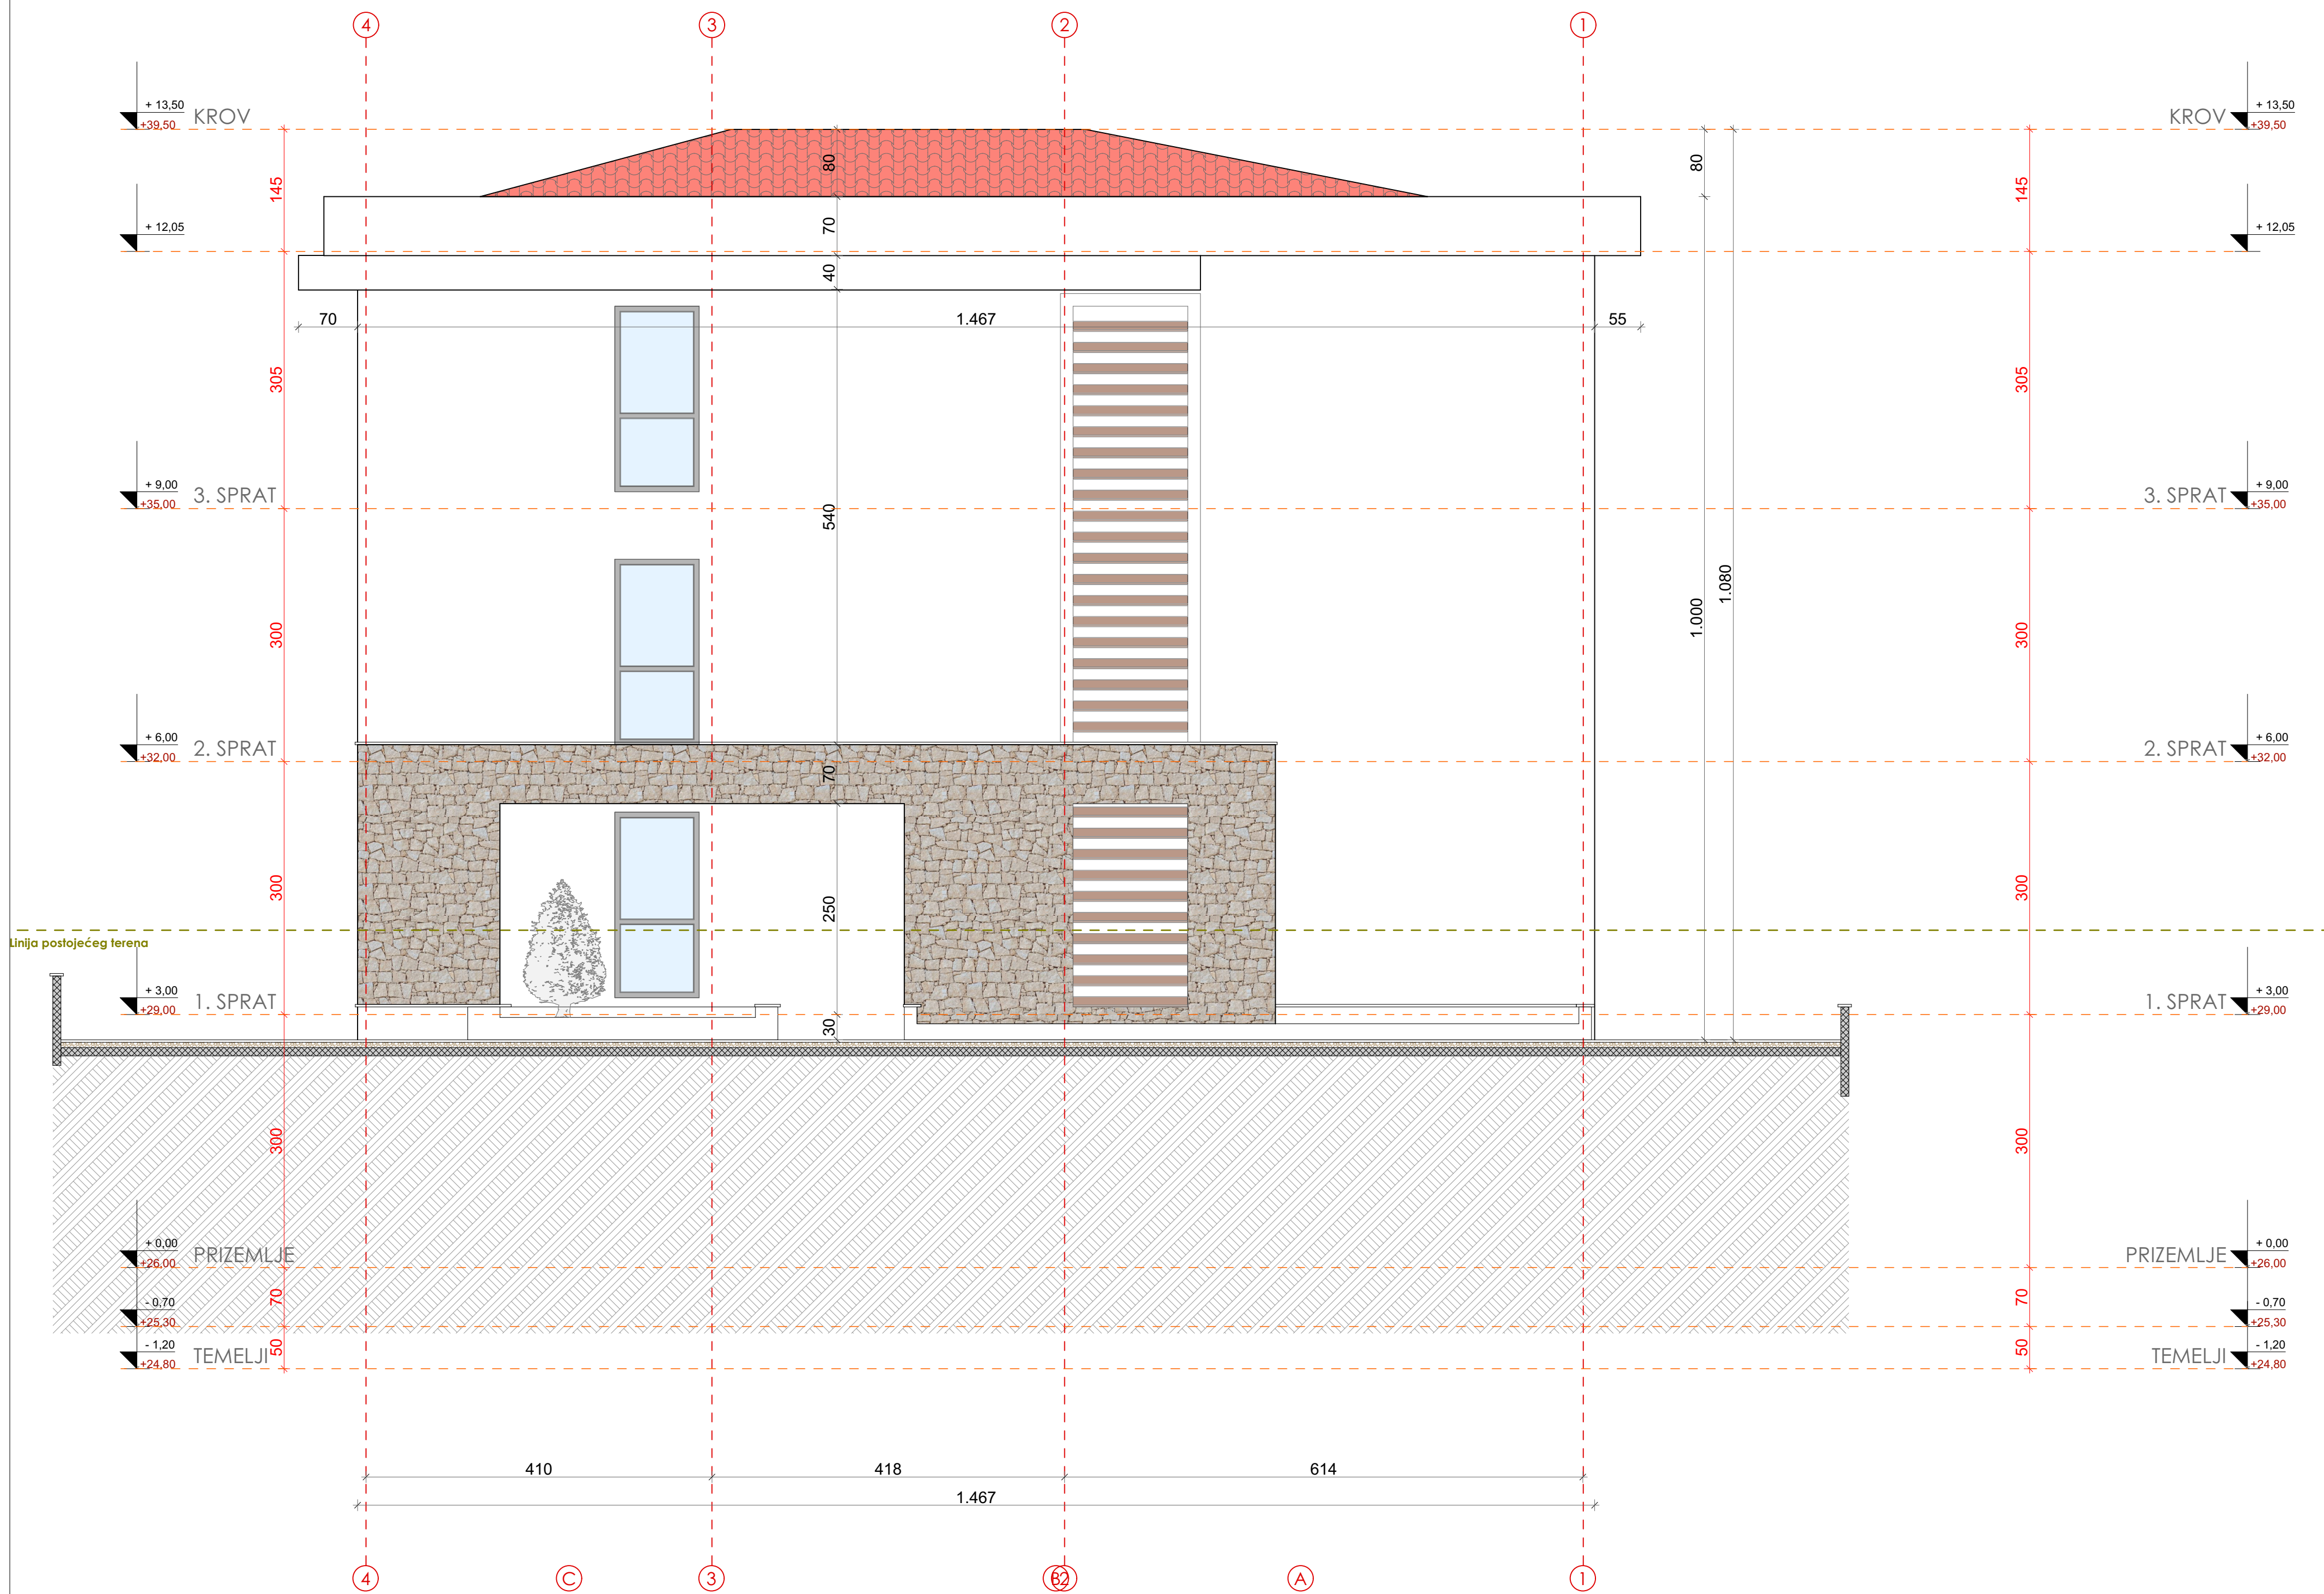 4 3 2 1
+ 13,50 KROV
+39,50
KROV + 13,50
+39,50
145 80 80 145
+ 12,05
70
+ 12,05
40
70 1.467 55
305 305
+ 9,00 3. SPRAT
+35,00
3. SPRAT + 9,00
+35,00
540
1.000 1.080
300 300
+ 6,00 2. SPRAT
+32,00
2. SPRAT + 6,00
+32,00
70
300 250 300
Linija postojećeg terena
+ 3,00 1. SPRAT
+29,00
1. SPRAT + 3,00
+29,00
30
300 300
+ 0,00 PRIZEMLJE
+26,00
PRIZEMLJE + 0,00
+26,00
70 70
- 0,70
+25,30
- 0,70
+25,30
50 50
- 1,20 TEMELJI
+24,80
TEMELJI - 1,20
+24,80
410 418 614
1.467
4 C 3 B 2 A 1